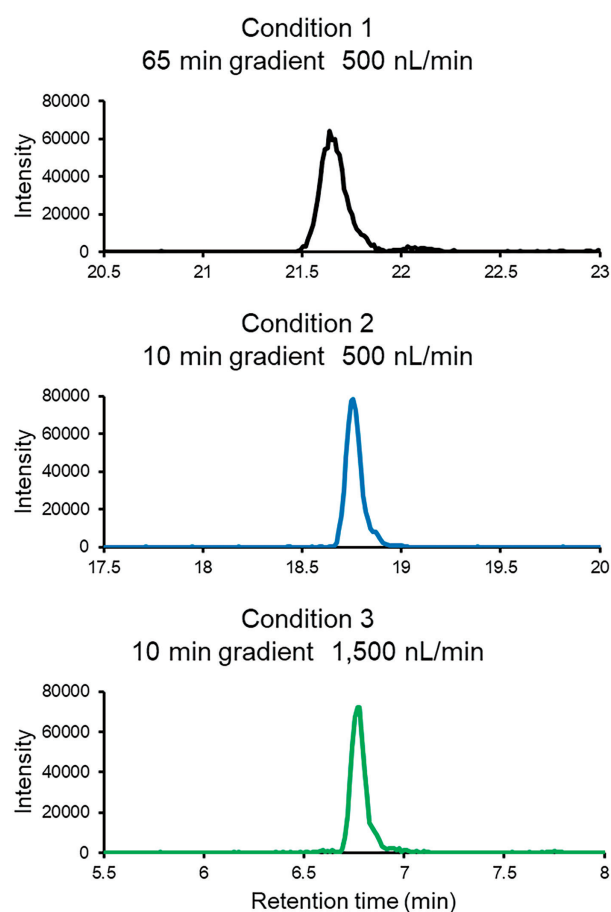 Condition 1
65 min gradient 500 nL/min
80000
60000
40000
20000
0
Intensity
20.5 21 21.5 22 22.5 23
Condition 2
10 min gradient 500 nL/min
80000
60000
40000
20000
0
Intensity
17.5 18 18.5 19 19.5 20
Condition 3
10 min gradient 1,500 nL/min
80000
60000
40000
20000
0
Intensity
5.5 6 6.5 7 7.5 8
Retention time (min)